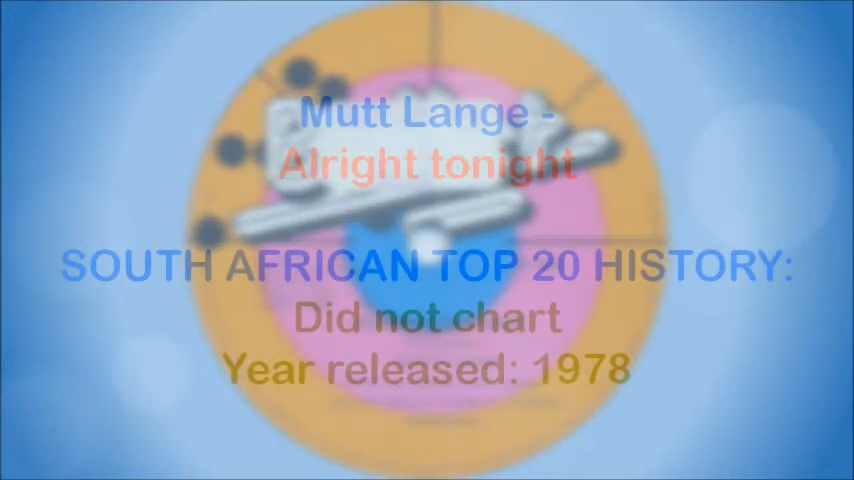 Mutt Lange -
Alright tonight
SOUTH AFRICAN TOP 20 HISTORY:
Did not chart
Year released: 1978